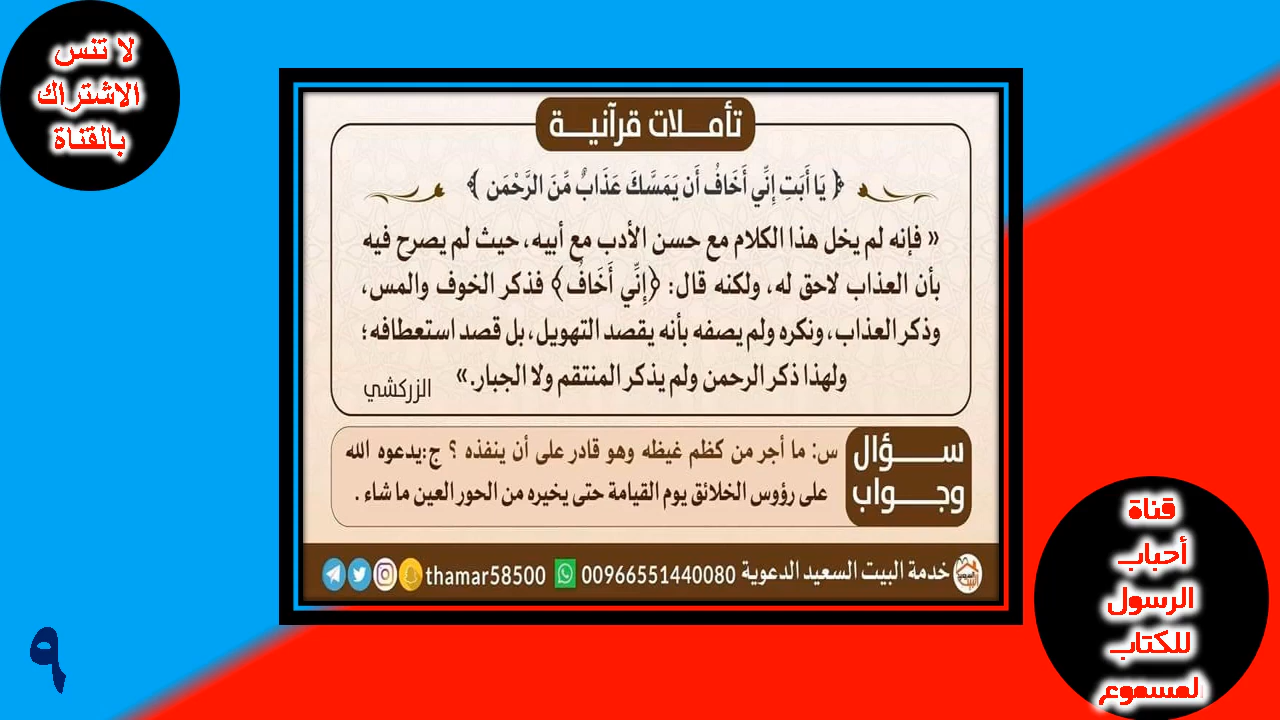 لا تنس
الاشتراك
بالقناة
تأملات قرآنية
﴿ يَا أَبَتِ إِنِّي أَخَافُ أَن يَمَسَّكَ عَذَابٌ مِّنَ الرَّحْمَن ﴾
« فإنه لم يخل هذا الكلام مع حسن الأدب مع أبيه، حيث لم يصرح فيه
بأن العذاب لاحق له، ولكنه قال: ﴿إِنِّي أَخَافُ﴾ فذكر الخوف والمس،
وذكر العذاب، ونكره ولم يصفه بأنه يقصد التهويل، بل قصد استعطافه؛
ولهذا ذكر الرحمن ولم يذكر المنتقم ولا الجبار.»
الزركشي
سـؤال
وجـواب
س: ما أجر من كظم غيظه وهو قادر على أن ينفذه ؟ ج:يدعوه الله
على رؤوس الخلائق يوم القيامة حتى يخيره من الحور العين ما شاء .
خدمة البيت السعيد الدعوية 00966551440080 thamar58500
قناة
أحباب
الرسول
للكتاب
المسموع
٩